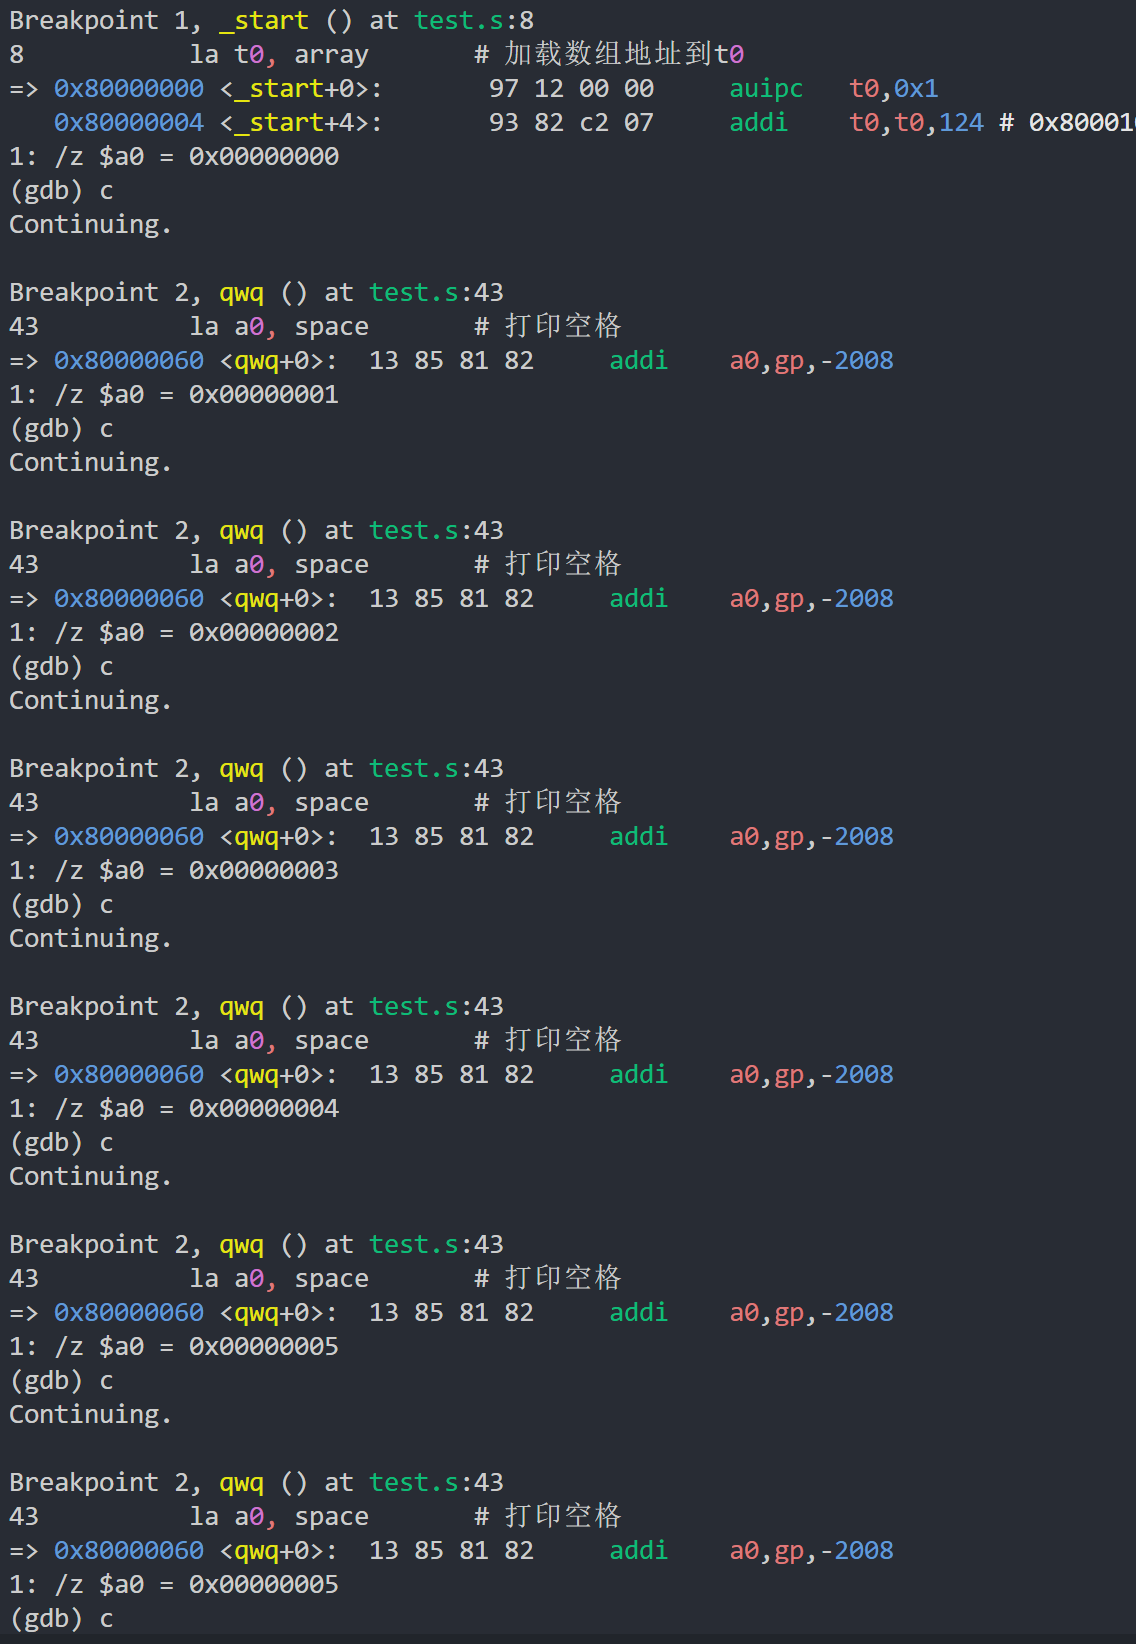 Breakpoint 1, _start () at test.s:8
8           la t0, array       # 加载数组地址到t0
=> 0x80000000 <_start+0>:       97 12 00 00     auipc   t0,0x1
   0x80000004 <_start+4>:       93 82 c2 07     addi    t0,t0,124 # 0x80001
1: /z $a0 = 0x00000000
(gdb) c
Continuing.

Breakpoint 2, qwq () at test.s:43
43          la a0, space       # 打印空格
=> 0x80000060 <qwq+0>:  13 85 81 82     addi    a0,gp,-2008
1: /z $a0 = 0x00000001
(gdb) c
Continuing.

Breakpoint 2, qwq () at test.s:43
43          la a0, space       # 打印空格
=> 0x80000060 <qwq+0>:  13 85 81 82     addi    a0,gp,-2008
1: /z $a0 = 0x00000002
(gdb) c
Continuing.

Breakpoint 2, qwq () at test.s:43
43          la a0, space       # 打印空格
=> 0x80000060 <qwq+0>:  13 85 81 82     addi    a0,gp,-2008
1: /z $a0 = 0x00000003
(gdb) c
Continuing.

Breakpoint 2, qwq () at test.s:43
43          la a0, space       # 打印空格
=> 0x80000060 <qwq+0>:  13 85 81 82     addi    a0,gp,-2008
1: /z $a0 = 0x00000004
(gdb) c
Continuing.

Breakpoint 2, qwq () at test.s:43
43          la a0, space       # 打印空格
=> 0x80000060 <qwq+0>:  13 85 81 82     addi    a0,gp,-2008
1: /z $a0 = 0x00000005
(gdb) c
Continuing.

Breakpoint 2, qwq () at test.s:43
43          la a0, space       # 打印空格
=> 0x80000060 <qwq+0>:  13 85 81 82     addi    a0,gp,-2008
1: /z $a0 = 0x00000005
(gdb) c